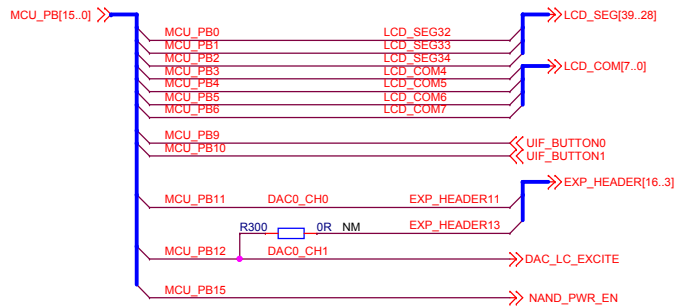 MCU_PB[15..0] LCD_SEG[39..28]
MCU_PB0 LCD_SEG32
MCU_PB1 LCD_SEG33
MCU_PB2 LCD_SEG34
MCU_PB3 LCD_COM4 LCD_COM[7..0]
MCU_PB4 LCD_COM5
MCU_PB5 LCD_COM6
MCU_PB6 LCD_COM7
MCU_PB9 UIF_BUTTON0
MCU_PB10 UIF_BUTTON1
EXP_HEADER[16..3]
MCU_PB11 DAC0_CH0 EXP_HEADER11
R300 0R NM EXP_HEADER13
MCU_PB12 DAC0_CH1 DAC_LC_EXCITE
MCU_PB15 NAND_PWR_EN